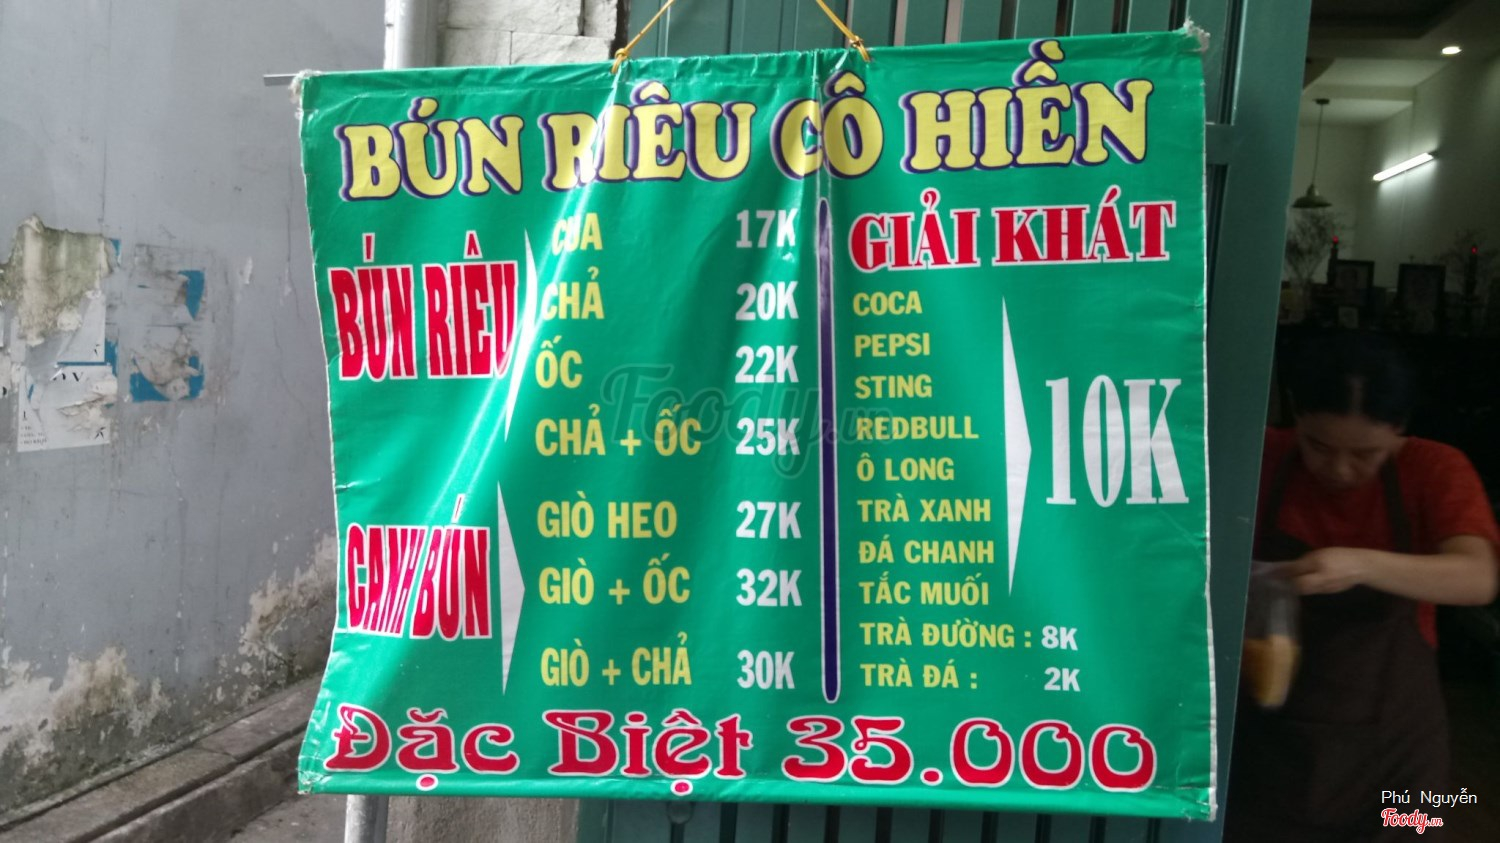 BÚN RIÊU CÔ HIỀN
BÚN RIÊU
CUA 17K
CHẢ 20K
ỐC 22K
CHẢ + ỐC 25K
CANH BÚN
GIÒ HEO 27K
GIÒ + ỐC 32K
GIÒ + CHẢ 30K
GIẢI KHÁT
COCA
PEPSI
STING
REDBULL
Ô LONG
TRÀ XANH
ĐÁ CHANH
TẮC MUỐI
10K
TRÀ ĐƯỜNG : 8K
TRÀ ĐÁ : 2K
Đặc Biệt 35.000
Foody.vn
Phú Nguyễn
Foody.vn